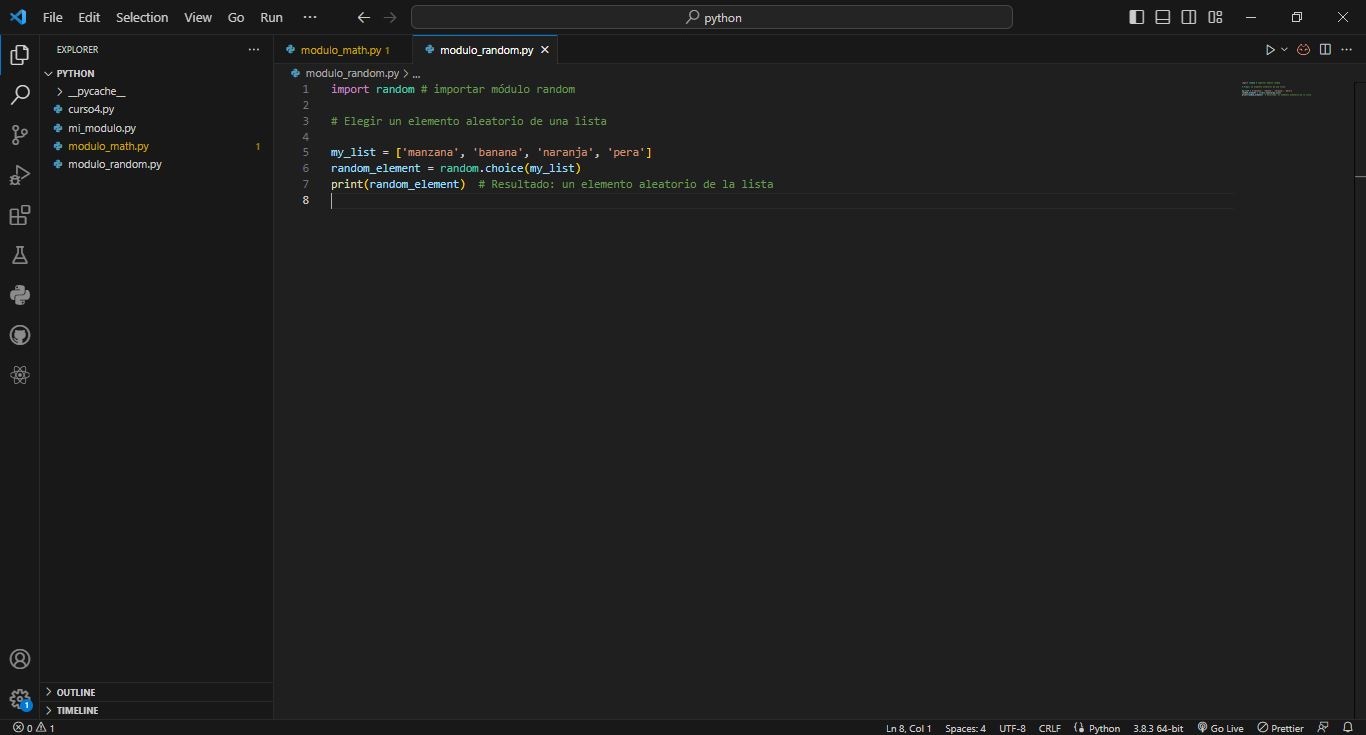 File Edit Selection View Go Run ···
python
EXPLORER ···
modulo_math.py 1
modulo_random.py
PYTHON
modulo_random.py > ...
__pycache__
curso4.py
mi_modulo.py
modulo_math.py 1
modulo_random.py
1 import random # importar módulo random
2
3 # Elegir un elemento aleatorio de una lista
4
5 my_list = ['manzana', 'banana', 'naranja', 'pera']
6 random_element = random.choice(my_list)
7 print(random_element)  # Resultado: un elemento aleatorio de la lista
8
OUTLINE
TIMELINE
1
0 1
Ln 8, Col 1 Spaces: 4 UTF-8 CRLF Python 3.8.3 64-bit Go Live Prettier